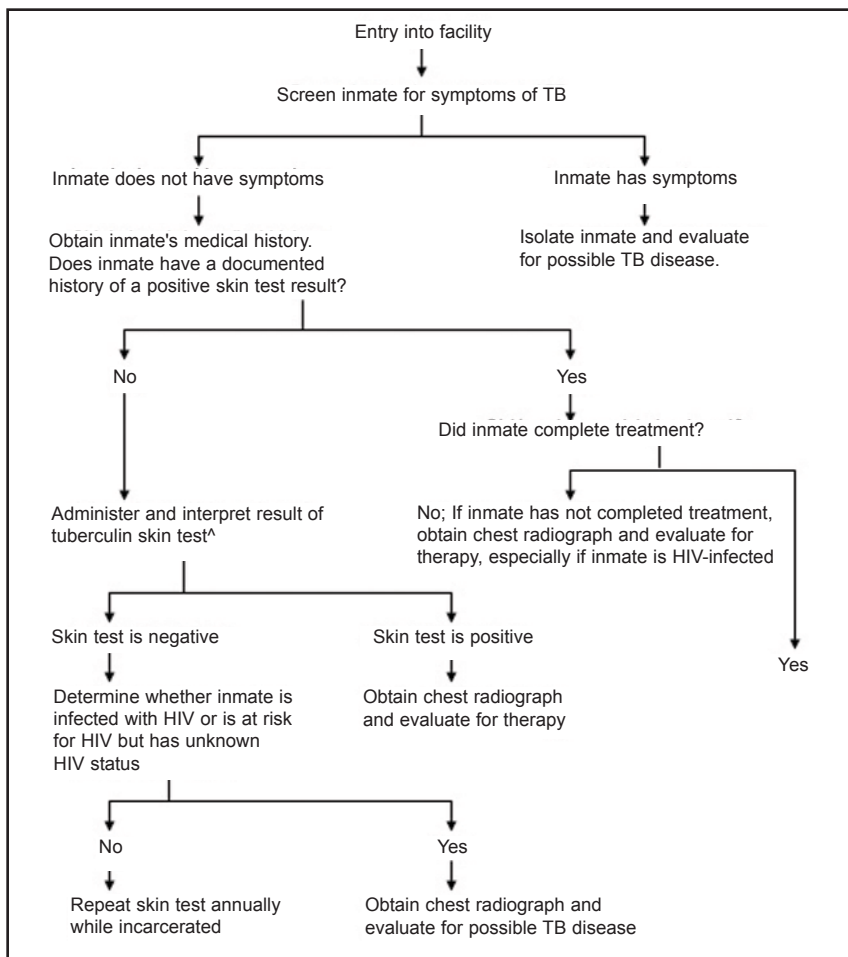 Entry into facility
Screen inmate for symptoms of TB
Inmate does not have symptoms
Inmate has symptoms
Obtain inmate's medical history.
Does inmate have a documented
history of a positive skin test result?
Isolate inmate and evaluate
for possible TB disease.
No
Yes
Did inmate complete treatment?
Administer and interpret result of
tuberculin skin test^
No; If inmate has not completed treatment,
obtain chest radiograph and evaluate for
therapy, especially if inmate is HIV-infected
Yes
Skin test is negative
Skin test is positive
Determine whether inmate is
infected with HIV or is at risk
for HIV but has unknown
HIV status
Obtain chest radiograph
and evaluate for therapy
No
Yes
Repeat skin test annually
while incarcerated
Obtain chest radiograph and
evaluate for possible TB disease